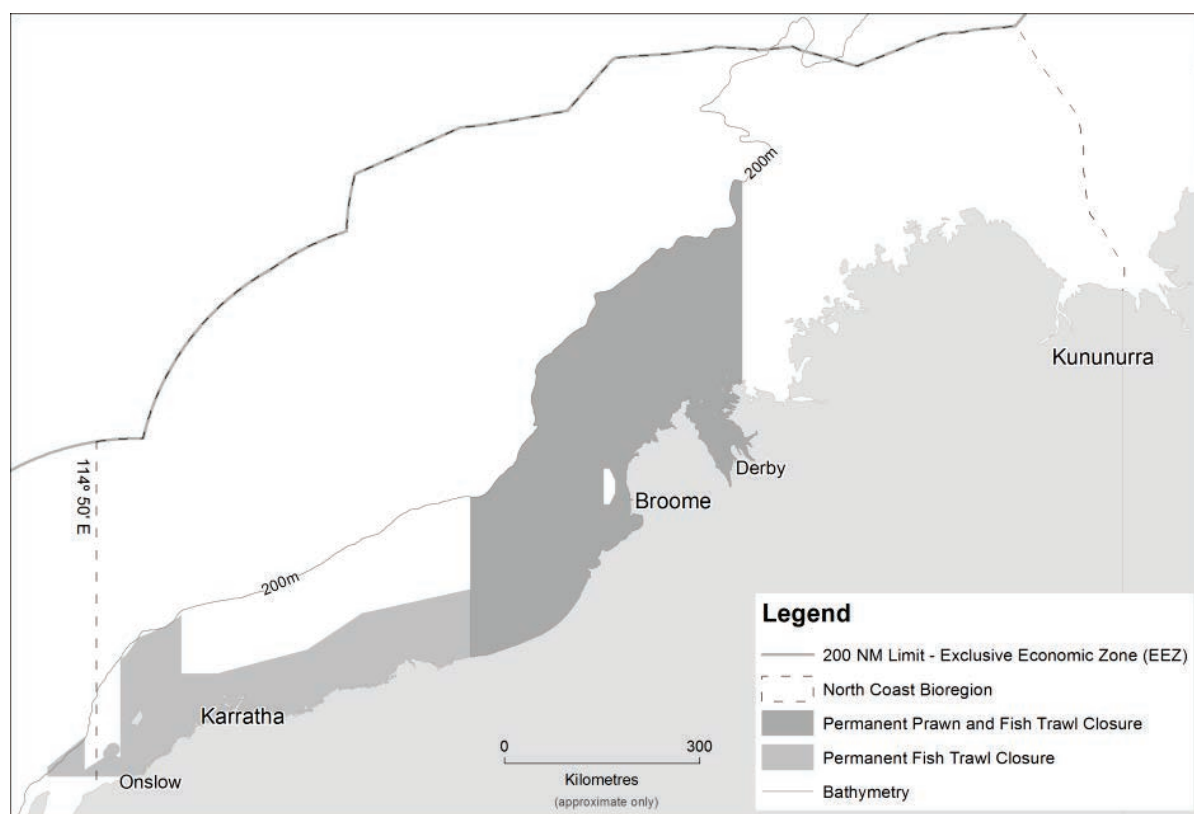 200m
Kununurra
Derby
114° 50' E
Broome
200m
Karratha
Onslow
0 300
Kilometres
(approximate only)
Legend
200 NM Limit - Exclusive Economic Zone (EEZ)
North Coast Bioregion
Permanent Prawn and Fish Trawl Closure
Permanent Fish Trawl Closure
Bathymetry